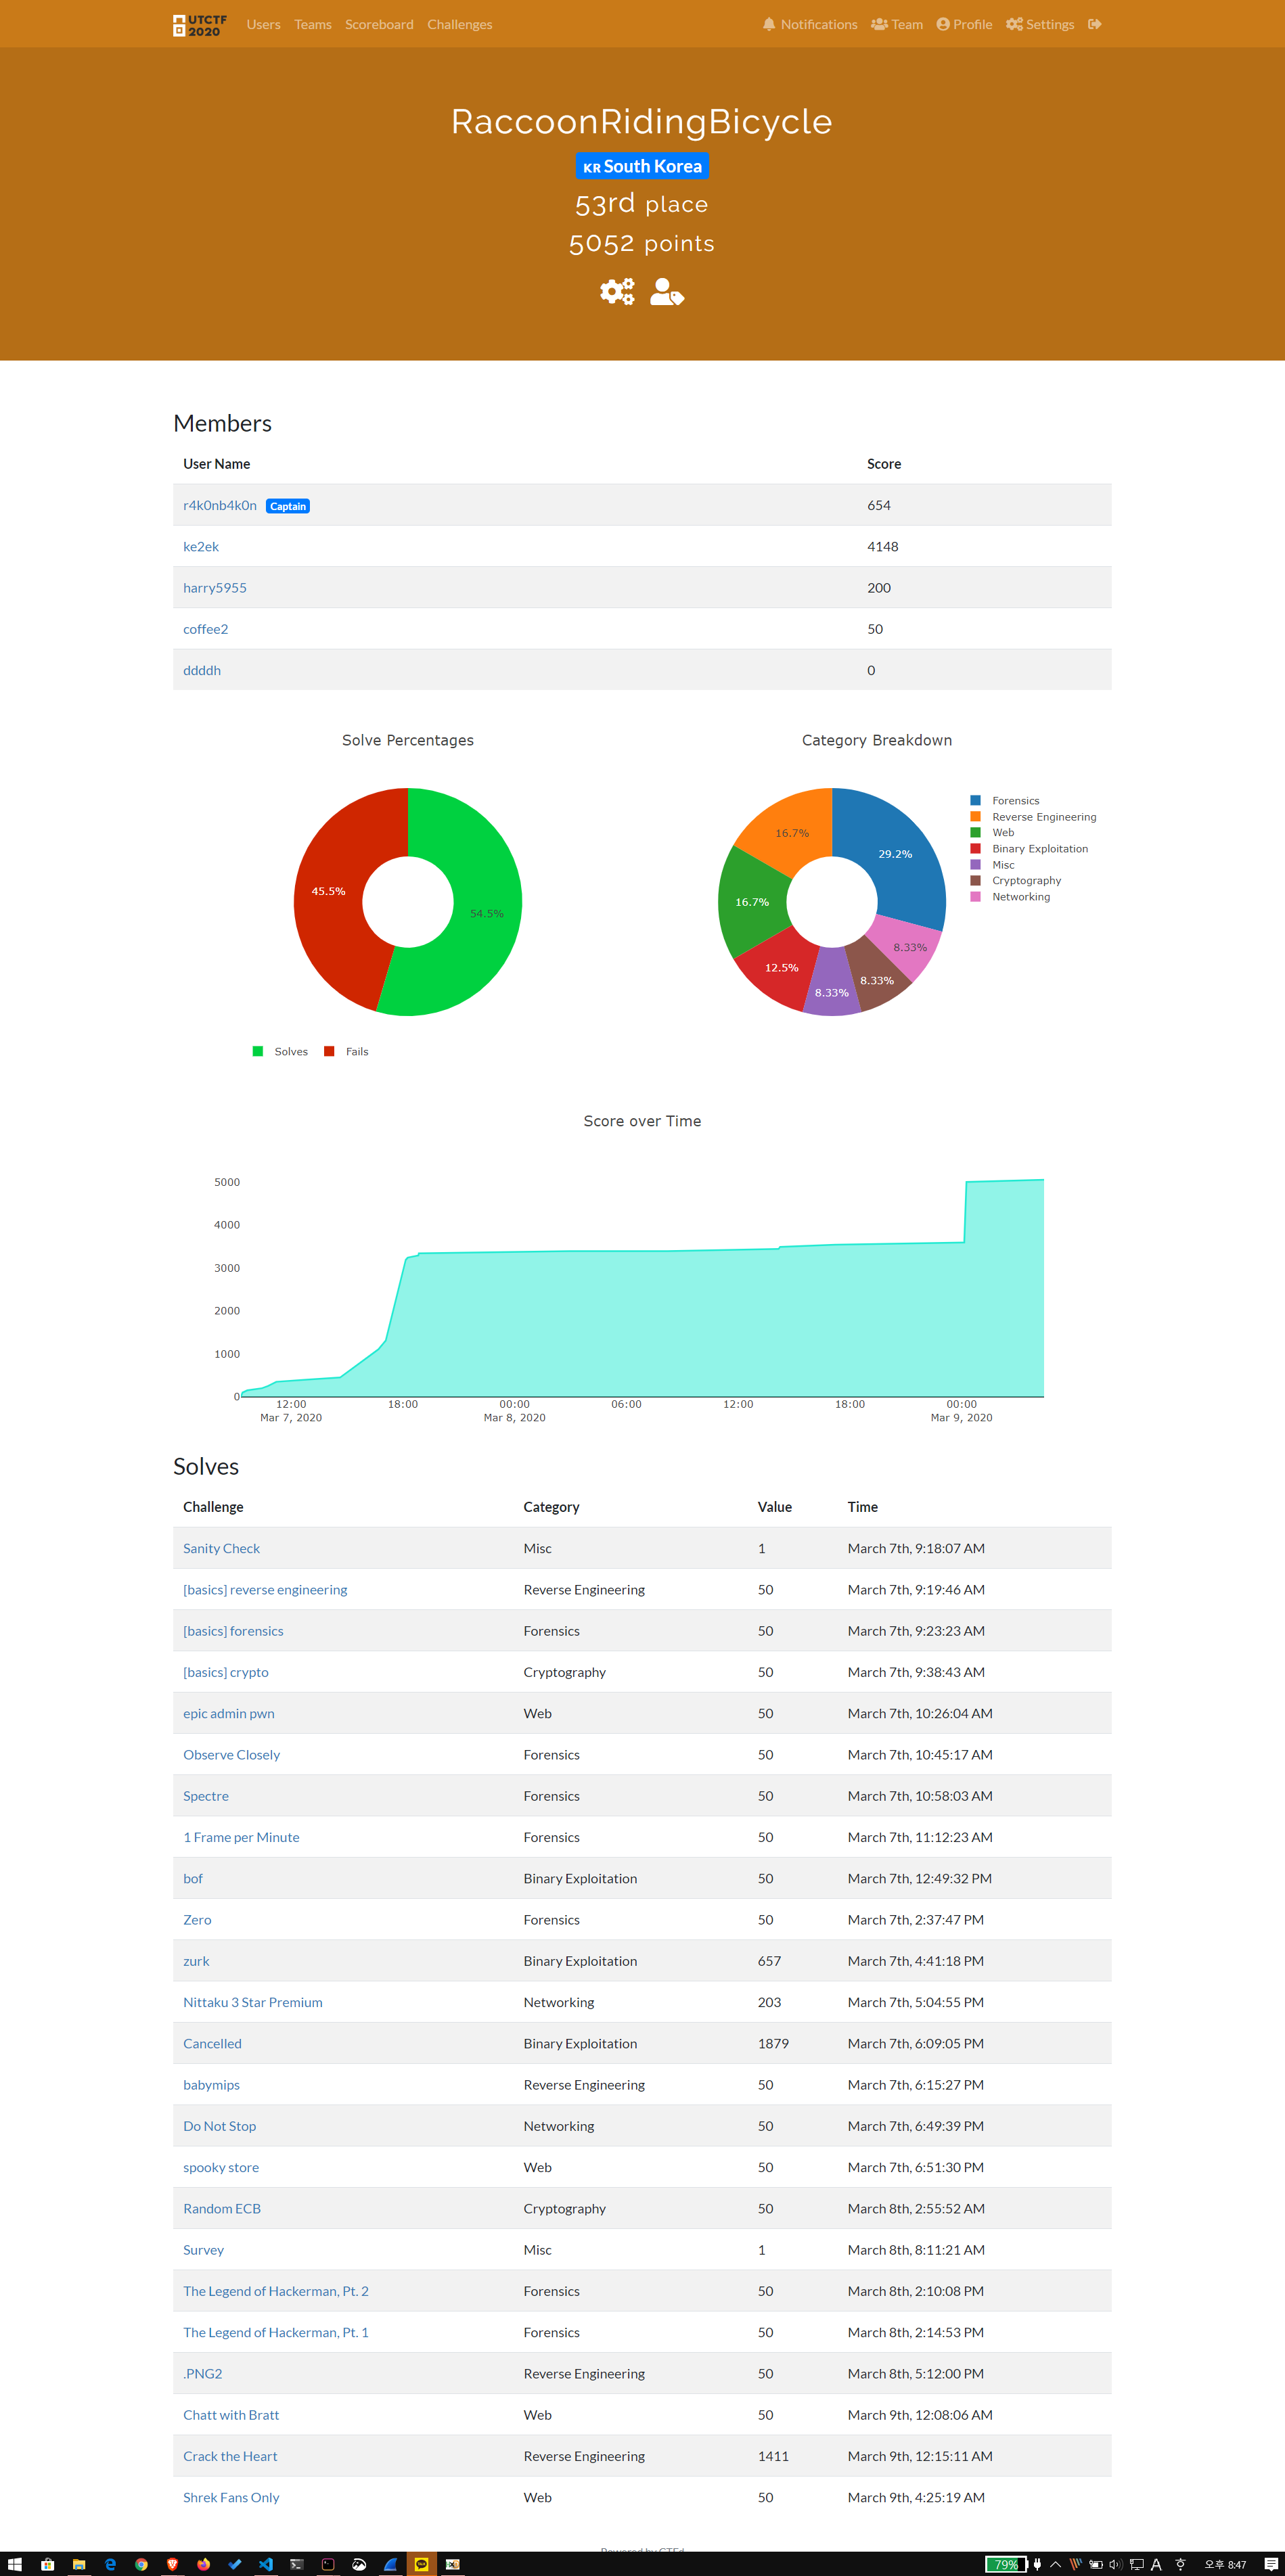 UTCTF 2020 Users Teams Scoreboard Challenges Notifications Team Profile Settings
RaccoonRidingBicycle
KR South Korea
53rd place
5052 points
Members
User Name Score
r4k0nb4k0n Captain 654
ke2ek 4148
harry5955 200
coffee2 50
ddddh 0
Solve Percentages
45.5%
54.5%
Solves Fails
Category Breakdown
16.7%
29.2%
16.7%
12.5%
8.33%
8.33%
8.33%
Forensics
Reverse Engineering
Web
Binary Exploitation
Misc
Cryptography
Networking
Score over Time
5000
4000
3000
2000
1000
0
12:00 18:00 00:00 06:00 12:00 18:00 00:00
Mar 7, 2020 Mar 8, 2020 Mar 9, 2020
Solves
Challenge Category Value Time
Sanity Check Misc 1 March 7th, 9:18:07 AM
[basics] reverse engineering Reverse Engineering 50 March 7th, 9:19:46 AM
[basics] forensics Forensics 50 March 7th, 9:23:23 AM
[basics] crypto Cryptography 50 March 7th, 9:38:43 AM
epic admin pwn Web 50 March 7th, 10:26:04 AM
Observe Closely Forensics 50 March 7th, 10:45:17 AM
Spectre Forensics 50 March 7th, 10:58:03 AM
1 Frame per Minute Forensics 50 March 7th, 11:12:23 AM
bof Binary Exploitation 50 March 7th, 12:49:32 PM
Zero Forensics 50 March 7th, 2:37:47 PM
zurk Binary Exploitation 657 March 7th, 4:41:18 PM
Nittaku 3 Star Premium Networking 203 March 7th, 5:04:55 PM
Cancelled Binary Exploitation 1879 March 7th, 6:09:05 PM
babymips Reverse Engineering 50 March 7th, 6:15:27 PM
Do Not Stop Networking 50 March 7th, 6:49:39 PM
spooky store Web 50 March 7th, 6:51:30 PM
Random ECB Cryptography 50 March 8th, 2:55:52 AM
Survey Misc 1 March 8th, 8:11:21 AM
The Legend of Hackerman, Pt. 2 Forensics 50 March 8th, 2:10:08 PM
The Legend of Hackerman, Pt. 1 Forensics 50 March 8th, 2:14:53 PM
.PNG2 Reverse Engineering 50 March 8th, 5:12:00 PM
Chatt with Bratt Web 50 March 9th, 12:08:06 AM
Crack the Heart Reverse Engineering 1411 March 9th, 12:15:11 AM
Shrek Fans Only Web 50 March 9th, 4:25:19 AM
Powered by CTFd
79% A 오후 8:47